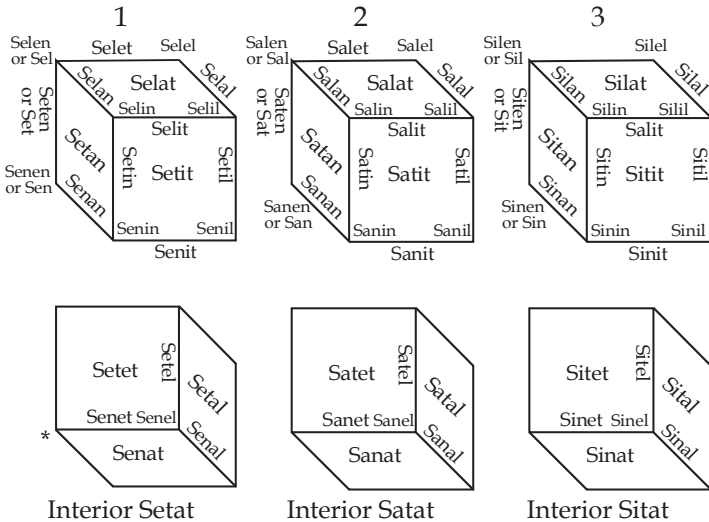 1
2
3
Selen
or Sel
Selet
Selel
Selan
Selat
Selal
Selin
Selil
Selit
Seten
or Set
Setan
Setin
Setit
Setil
Senen
or Sen
Senan
Senin
Senil
Senit
Salen
or Sal
Salet
Salel
Salan
Salat
Salal
Salin
Salil
Salit
Saten
or Sat
Satan
Satin
Satit
Satil
Sanen
or San
Sanan
Sanin
Sanil
Sanit
Silen
or Sil
Silel
Silan
Silat
Silal
Silin
Silil
Salit
Siten
or Sit
Sitan
Sitin
Sitit
Sitil
Sinen
or Sin
Sinan
Sinin
Sinil
Sinit
Setet
Setel
Setal
Senet
Senel
Senal
*
Senat
Interior Setat
Satet
Satel
Satal
Sanet
Sanel
Sanal
Sanat
Interior Satat
Sitet
Sitel
Sital
Sinet
Sinel
Sinal
Sinat
Interior Sitat